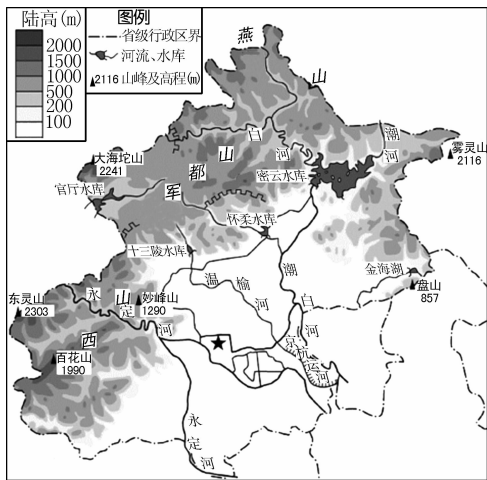 陆高(m)
2000
1500
1000
500
200
100
图例
省级行政区界
河流、水库
2116 山峰及高程(m)
燕
山
白
河
潮
河
雾灵山
2116
大海坨山
2241
官厅水库
军
都
山
密云水库
怀柔水库
十三陵水库
温
榆
河
潮
白
河
金海湖
盘山
857
东灵山
2303
永
定
河
妙峰山
1290
西
山
百花山
1990
京
杭
运
河
永
定
河